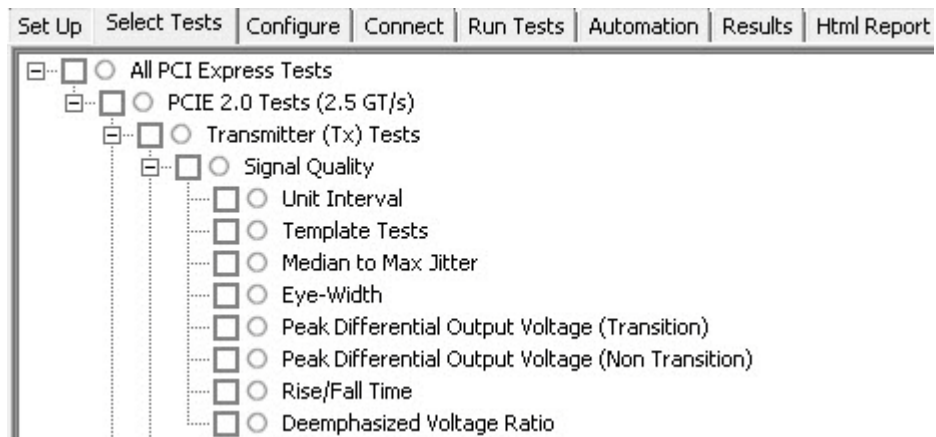 Set Up Select Tests Configure Connect Run Tests Automation Results Html Report
All PCI Express Tests
PCIE 2.0 Tests (2.5 GT/s)
Transmitter (Tx) Tests
Signal Quality
Unit Interval
Template Tests
Median to Max Jitter
Eye-Width
Peak Differential Output Voltage (Transition)
Peak Differential Output Voltage (Non Transition)
Rise/Fall Time
Deemphasized Voltage Ratio